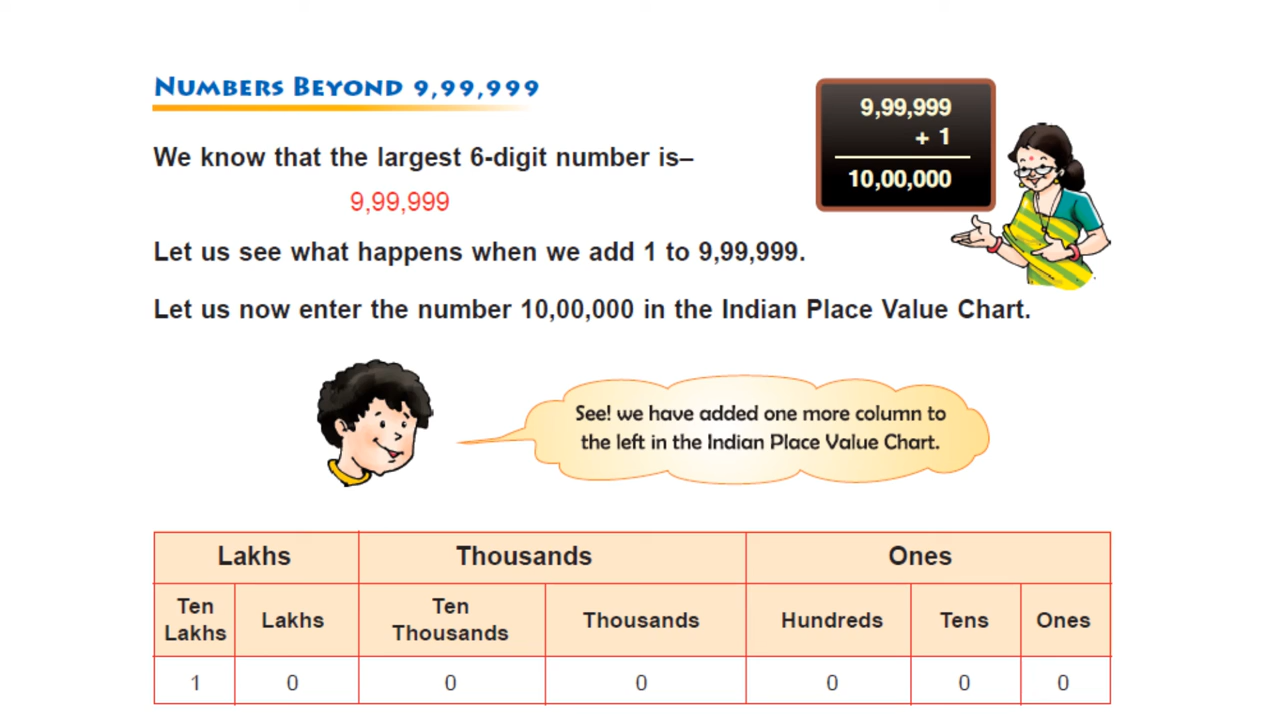 NUMBERS BEYOND 9,99,999
We know that the largest 6-digit number is–
9,99,999
9,99,999
+ 1
10,00,000
Let us see what happens when we add 1 to 9,99,999.
Let us now enter the number 10,00,000 in the Indian Place Value Chart.
See! we have added one more column to
the left in the Indian Place Value Chart.
Lakhs Thousands Ones
Ten Lakhs Lakhs Ten Thousands Thousands Hundreds Tens Ones
1 0 0 0 0 0 0